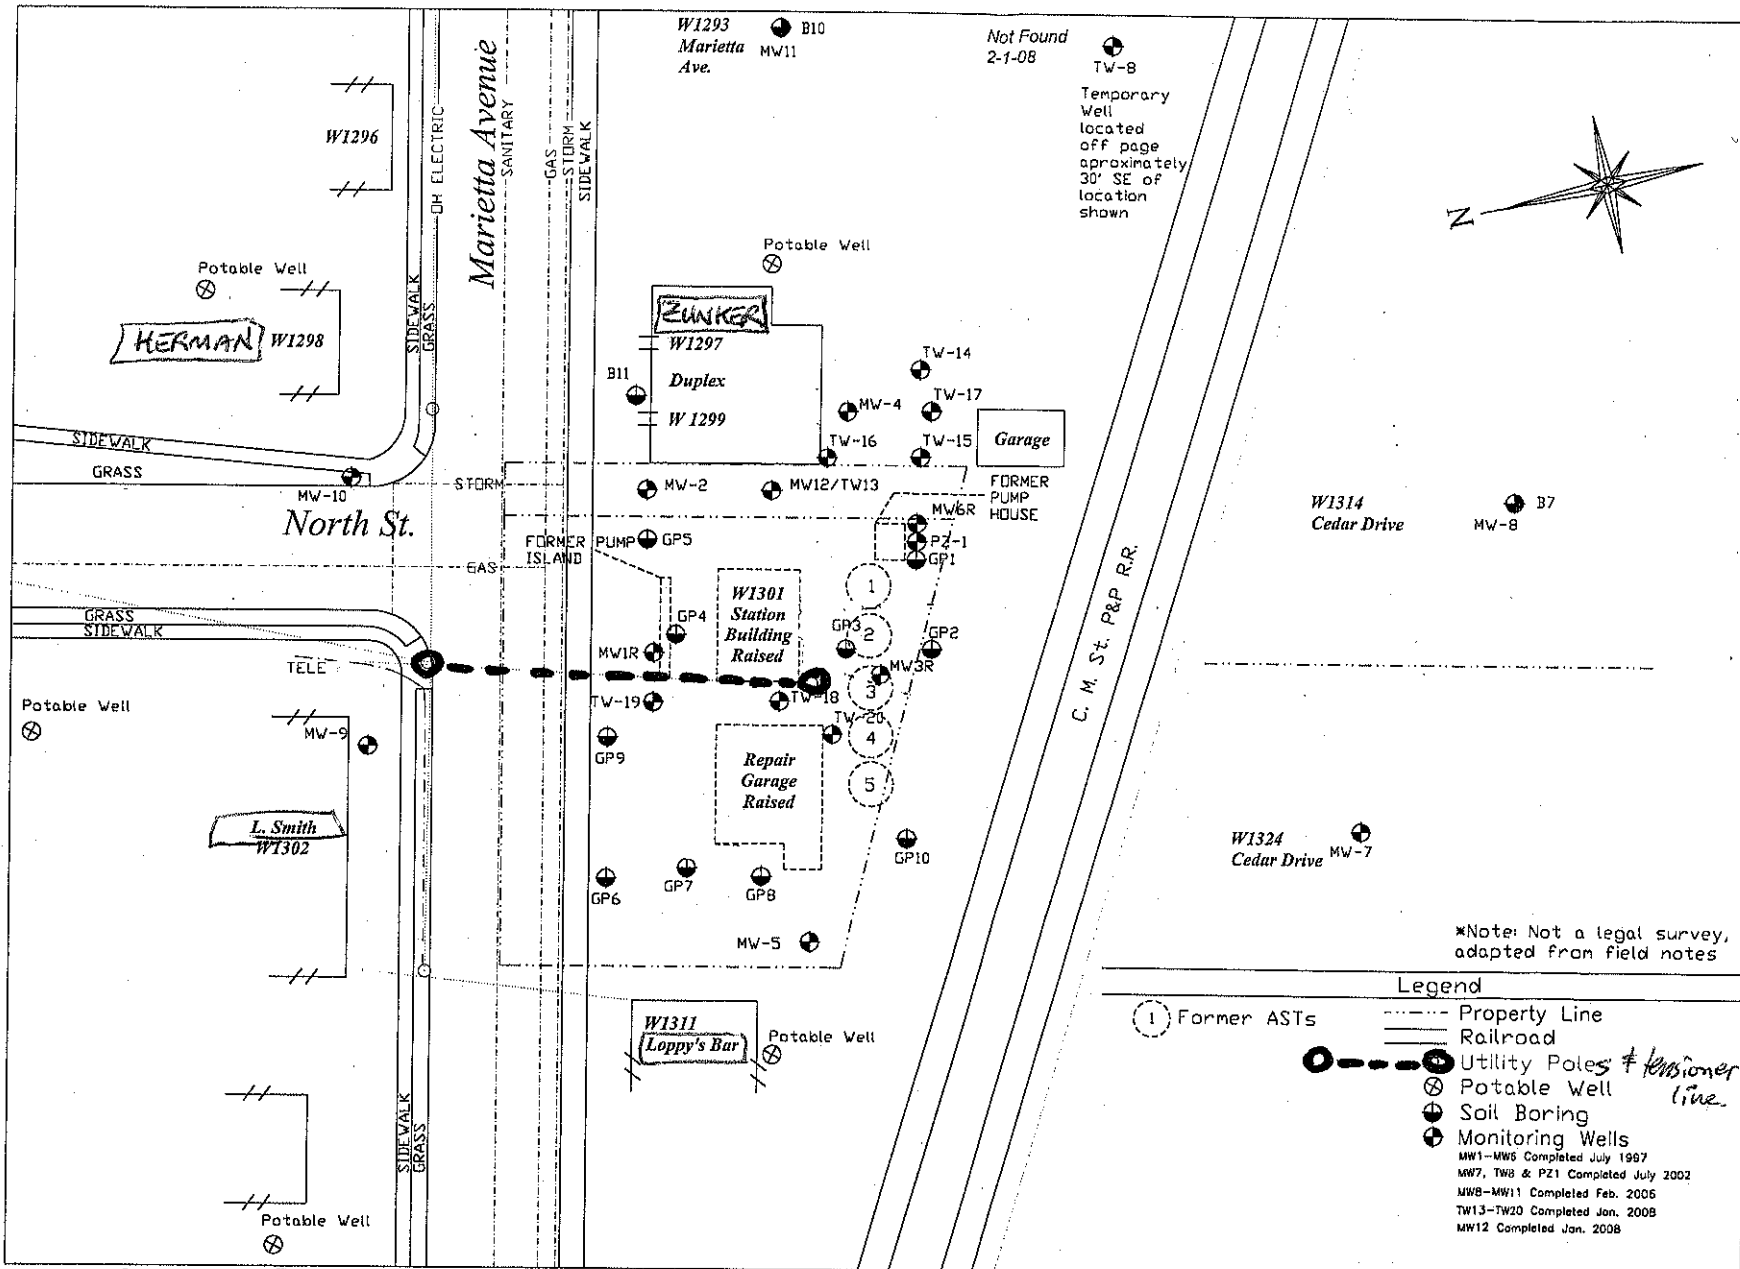 W1293
Marietta
Ave.
B10
MW11
Not Found
2-1-08
TW-8
Temporary
Well
located
off page
aproximately
30' SE of
location
shown
W1296
OH ELECTRIC
Marietta Avenue
SANITARY
GAS
STORM
SIDEWALK
N
Potable Well
Potable Well
HERMAN
W1298
SIDEWALK
GRASS
ZUNKER
W1297
Duplex
W 1299
B11
TW-14
MW-4
TW-17
TW-16
TW-15
Garage
SIDEWALK
GRASS
MW-10
STORM
MW-2
MW12/TW13
FORMER
PUMP
HOUSE
MW6R
North St.
FORMER PUMP
ISLAND
GP5
PZ-1
GP1
GAS
W1314
Cedar Drive
MW-8
B7
C. M. St. P&P R.R.
GRASS
SIDEWALK
W1301
Station
Building
Raised
1
2
3
4
5
GP4
GP3
GP2
MW1R
MW3R
TELE
TW-19
TW-18
TW-20
Potable Well
MW-9
GP9
Repair
Garage
Raised
L. Smith
W1302
GP10
W1324
Cedar Drive
MW-7
GP6
GP7
GP8
MW-5
*Note: Not a legal survey,
adapted from field notes
W1311
Loppy's Bar
Potable Well
SIDEWALK
GRASS
Potable Well
Legend
1 Former ASTs
Property Line
Railroad
Utility Poles & tensioner
line.
Potable Well
Soil Boring
Monitoring Wells
MW1-MW6 Completed July 1997
MW7, TW8 & PZ1 Completed July 2002
MW8-MW11 Completed Feb. 2006
TW13-TW20 Completed Jan. 2008
MW12 Completed Jan. 2008